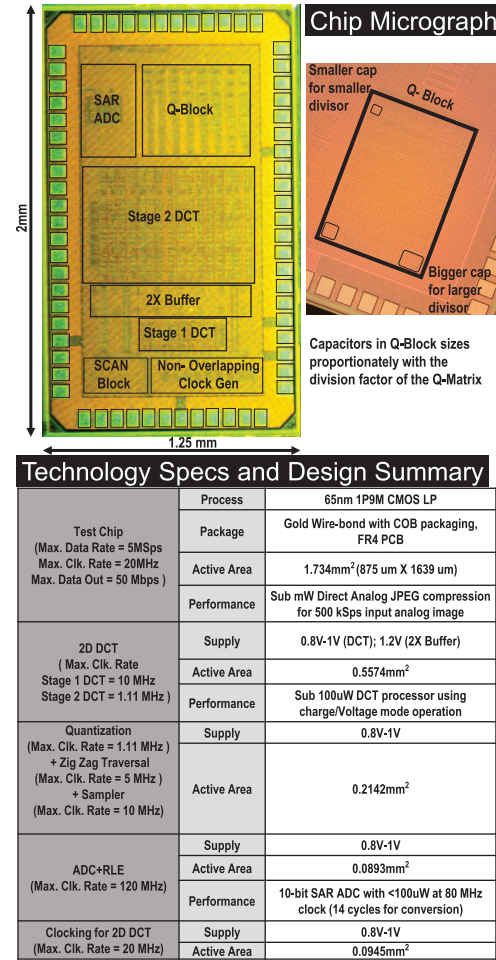 Chip Micrograph
SAR
ADC
Q-Block
Stage 2 DCT
2X Buffer
Stage 1 DCT
SCAN
Block
Non- Overlapping
Clock Gen
2mm
1.25 mm
Smaller cap
for smaller
divisor
Q- Block
Bigger cap
for larger
divisor
Capacitors in Q-Block sizes
proportionately with the
division factor of the Q-Matrix
Technology Specs and Design Summary
Test Chip
(Max. Data Rate = 5MSps
Max. Clk. Rate = 20MHz
Max. Data Out = 50 Mbps )
Process
65nm 1P9M CMOS LP
Package
Gold Wire-bond with COB packaging,
FR4 PCB
Active Area
1.734mm² (875 um X 1639 um)
Performance
Sub mW Direct Analog JPEG compression
for 500 kSps input analog image
2D DCT
( Max. Clk. Rate
Stage 1 DCT = 10 MHz
Stage 2 DCT = 1.11 MHz )
Supply
0.8V-1V (DCT); 1.2V (2X Buffer)
Active Area
0.5574mm²
Performance
Sub 100uW DCT processor using
charge/Voltage mode operation
Quantization
(Max. Clk. Rate = 1.11 MHz )
+ Zig Zag Traversal
(Max. Clk. Rate = 5 MHz )
+ Sampler
(Max. Clk. Rate = 10 MHz)
Supply
0.8V-1V
Active Area
0.2142mm²
ADC+RLE
(Max. Clk. Rate = 120 MHz)
Supply
0.8V-1V
Active Area
0.0893mm²
Performance
10-bit SAR ADC with <100uW at 80 MHz
clock (14 cycles for conversion)
Clocking for 2D DCT
(Max. Clk. Rate = 20 MHz)
Supply
0.8V-1V
Active Area
0.0945mm²